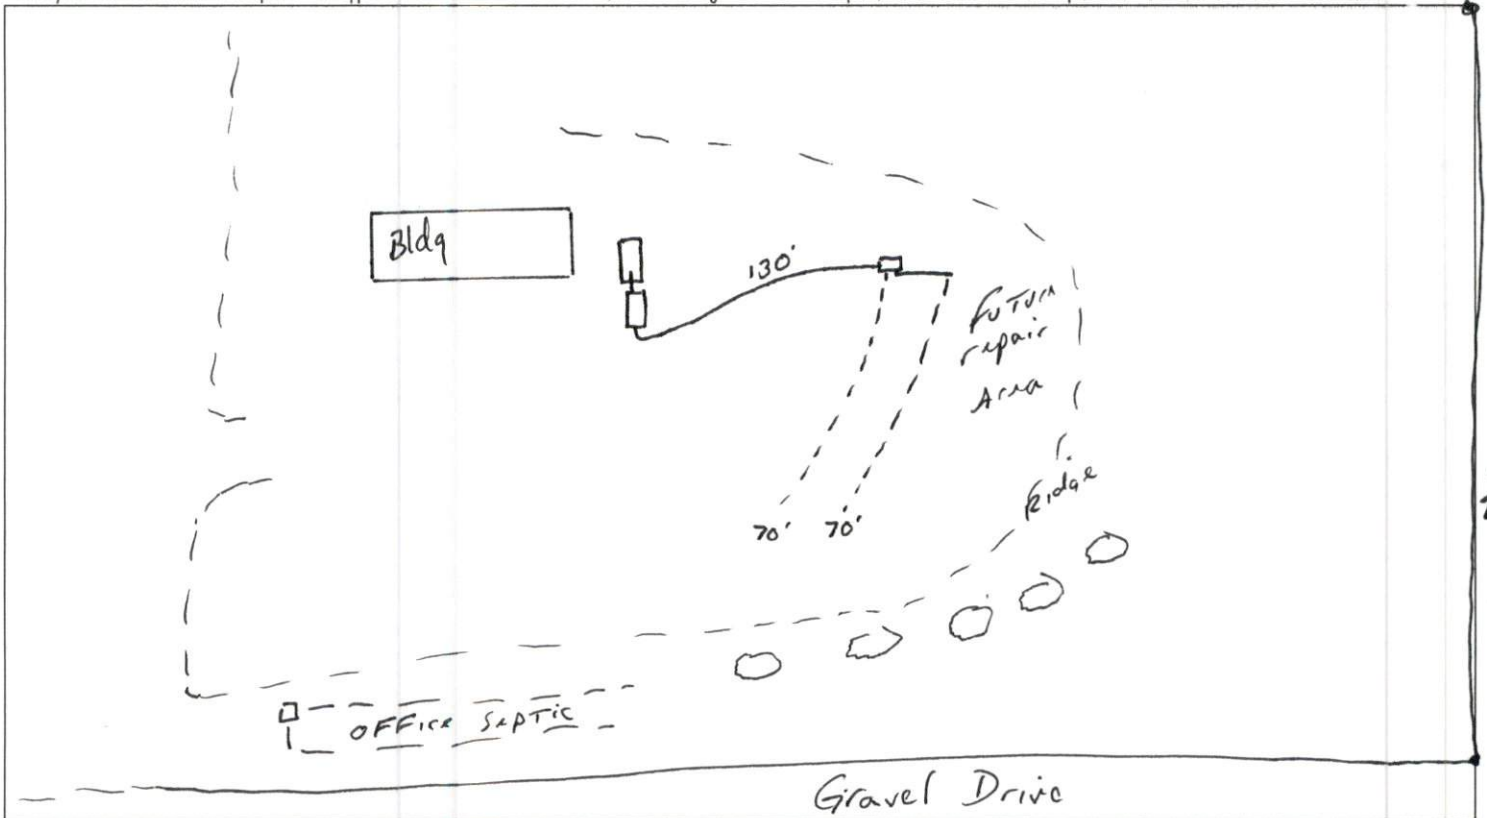 Bldg
130'
Future
repair
Area
Ridge
70' 70'
OFFice Septic
Gravel Drive